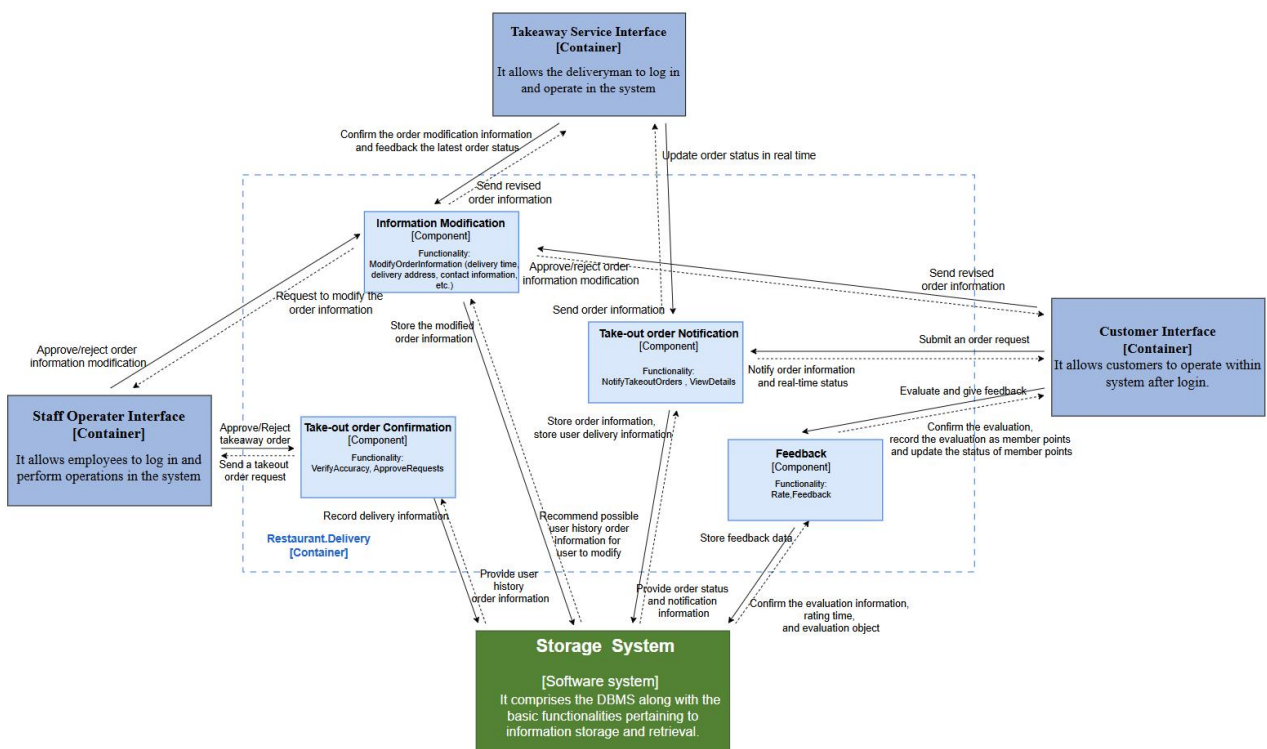 Takeaway Service Interface
[Container]
It allows the deliveryman to log in
and operate in the system
Confirm the order modification information
and feedback the latest order status
Update order status in real time
Send revised
order information
Information Modification
[Component]
Functionality:
ModifyOrderInformation (delivery time,
delivery address, contact information,
etc.)
Approve/reject order
information modification
Send revised
order information
Request to modify the
order information
Send order information
Store the modified
order information
Take-out order Notification
[Component]
Functionality:
NotifyTakeoutOrders , ViewDetails
Submit an order request
Notify order information
and real-time status
Customer Interface
[Container]
It allows customers to operate within
system after login.
Approve/reject order
information modification
Evaluate and give feedback
Staff Operater Interface
[Container]
It allows employees to log in and
perform operations in the system
Approve/Reject
takeaway order
Send a takeout
order request
Take-out order Confirmation
[Component]
Functionality:
VerifyAccuracy, ApproveRequests
Store order information,
store user delivery information
Confirm the evaluation,
record the evaluation as member points
and update the status of member points
Feedback
[Component]
Functionality:
Rate,Feedback
Record delivery information
Recommend possible
user history order
information for
user to modify
Store feedback data
Restaurant.Delivery
[Container]
Provide user
history
order information
Provide order status
and notification
information
Confirm the evaluation information,
rating time,
and evaluation object
Storage System
[Software system]
It comprises the DBMS along with the
basic functionalities pertaining to
information storage and retrieval.